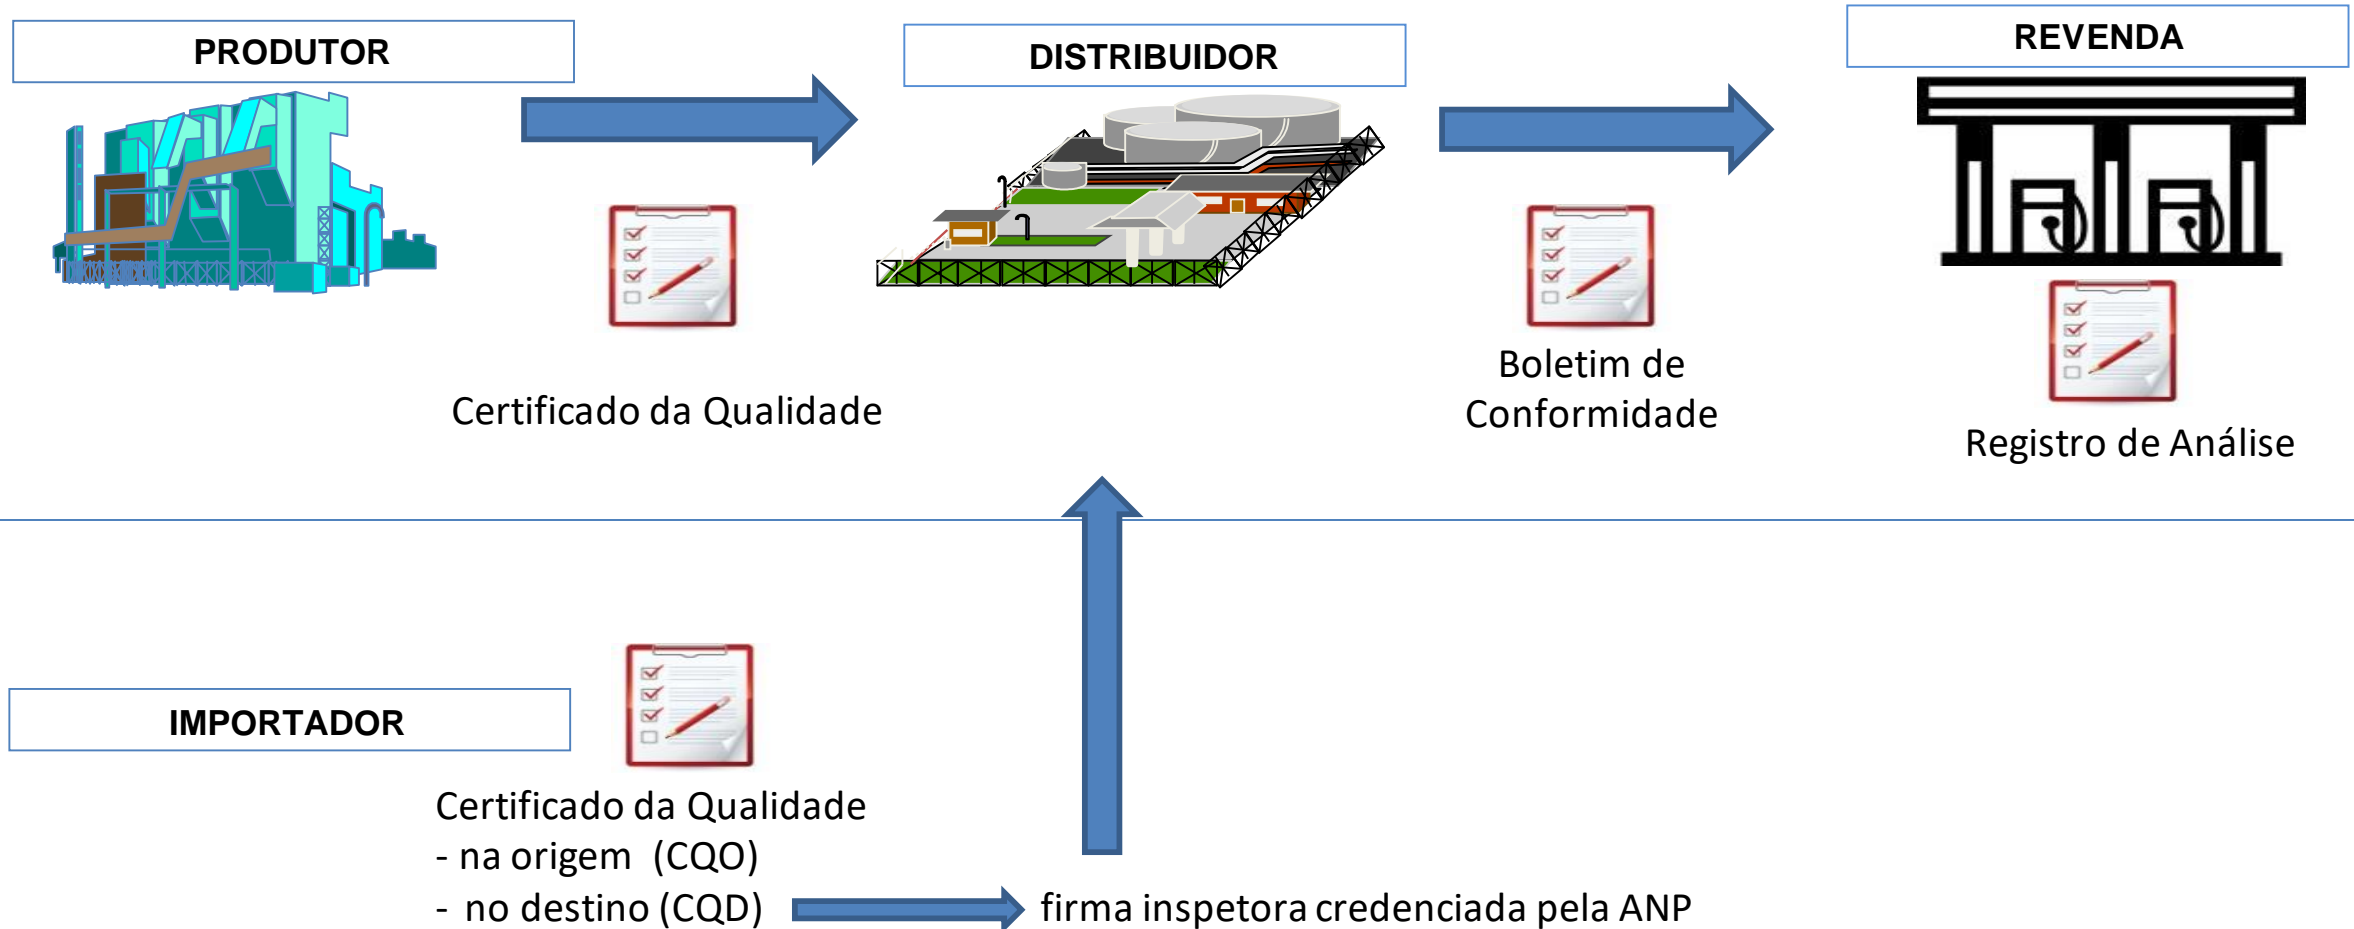 PRODUTOR
DISTRIBUIDOR
REVENDA
Certificado da Qualidade
Boletim de
Conformidade
Registro de Análise
IMPORTADOR
Certificado da Qualidade
- na origem (CQO)
- no destino (CQD)
firma inspetora credenciada pela ANP